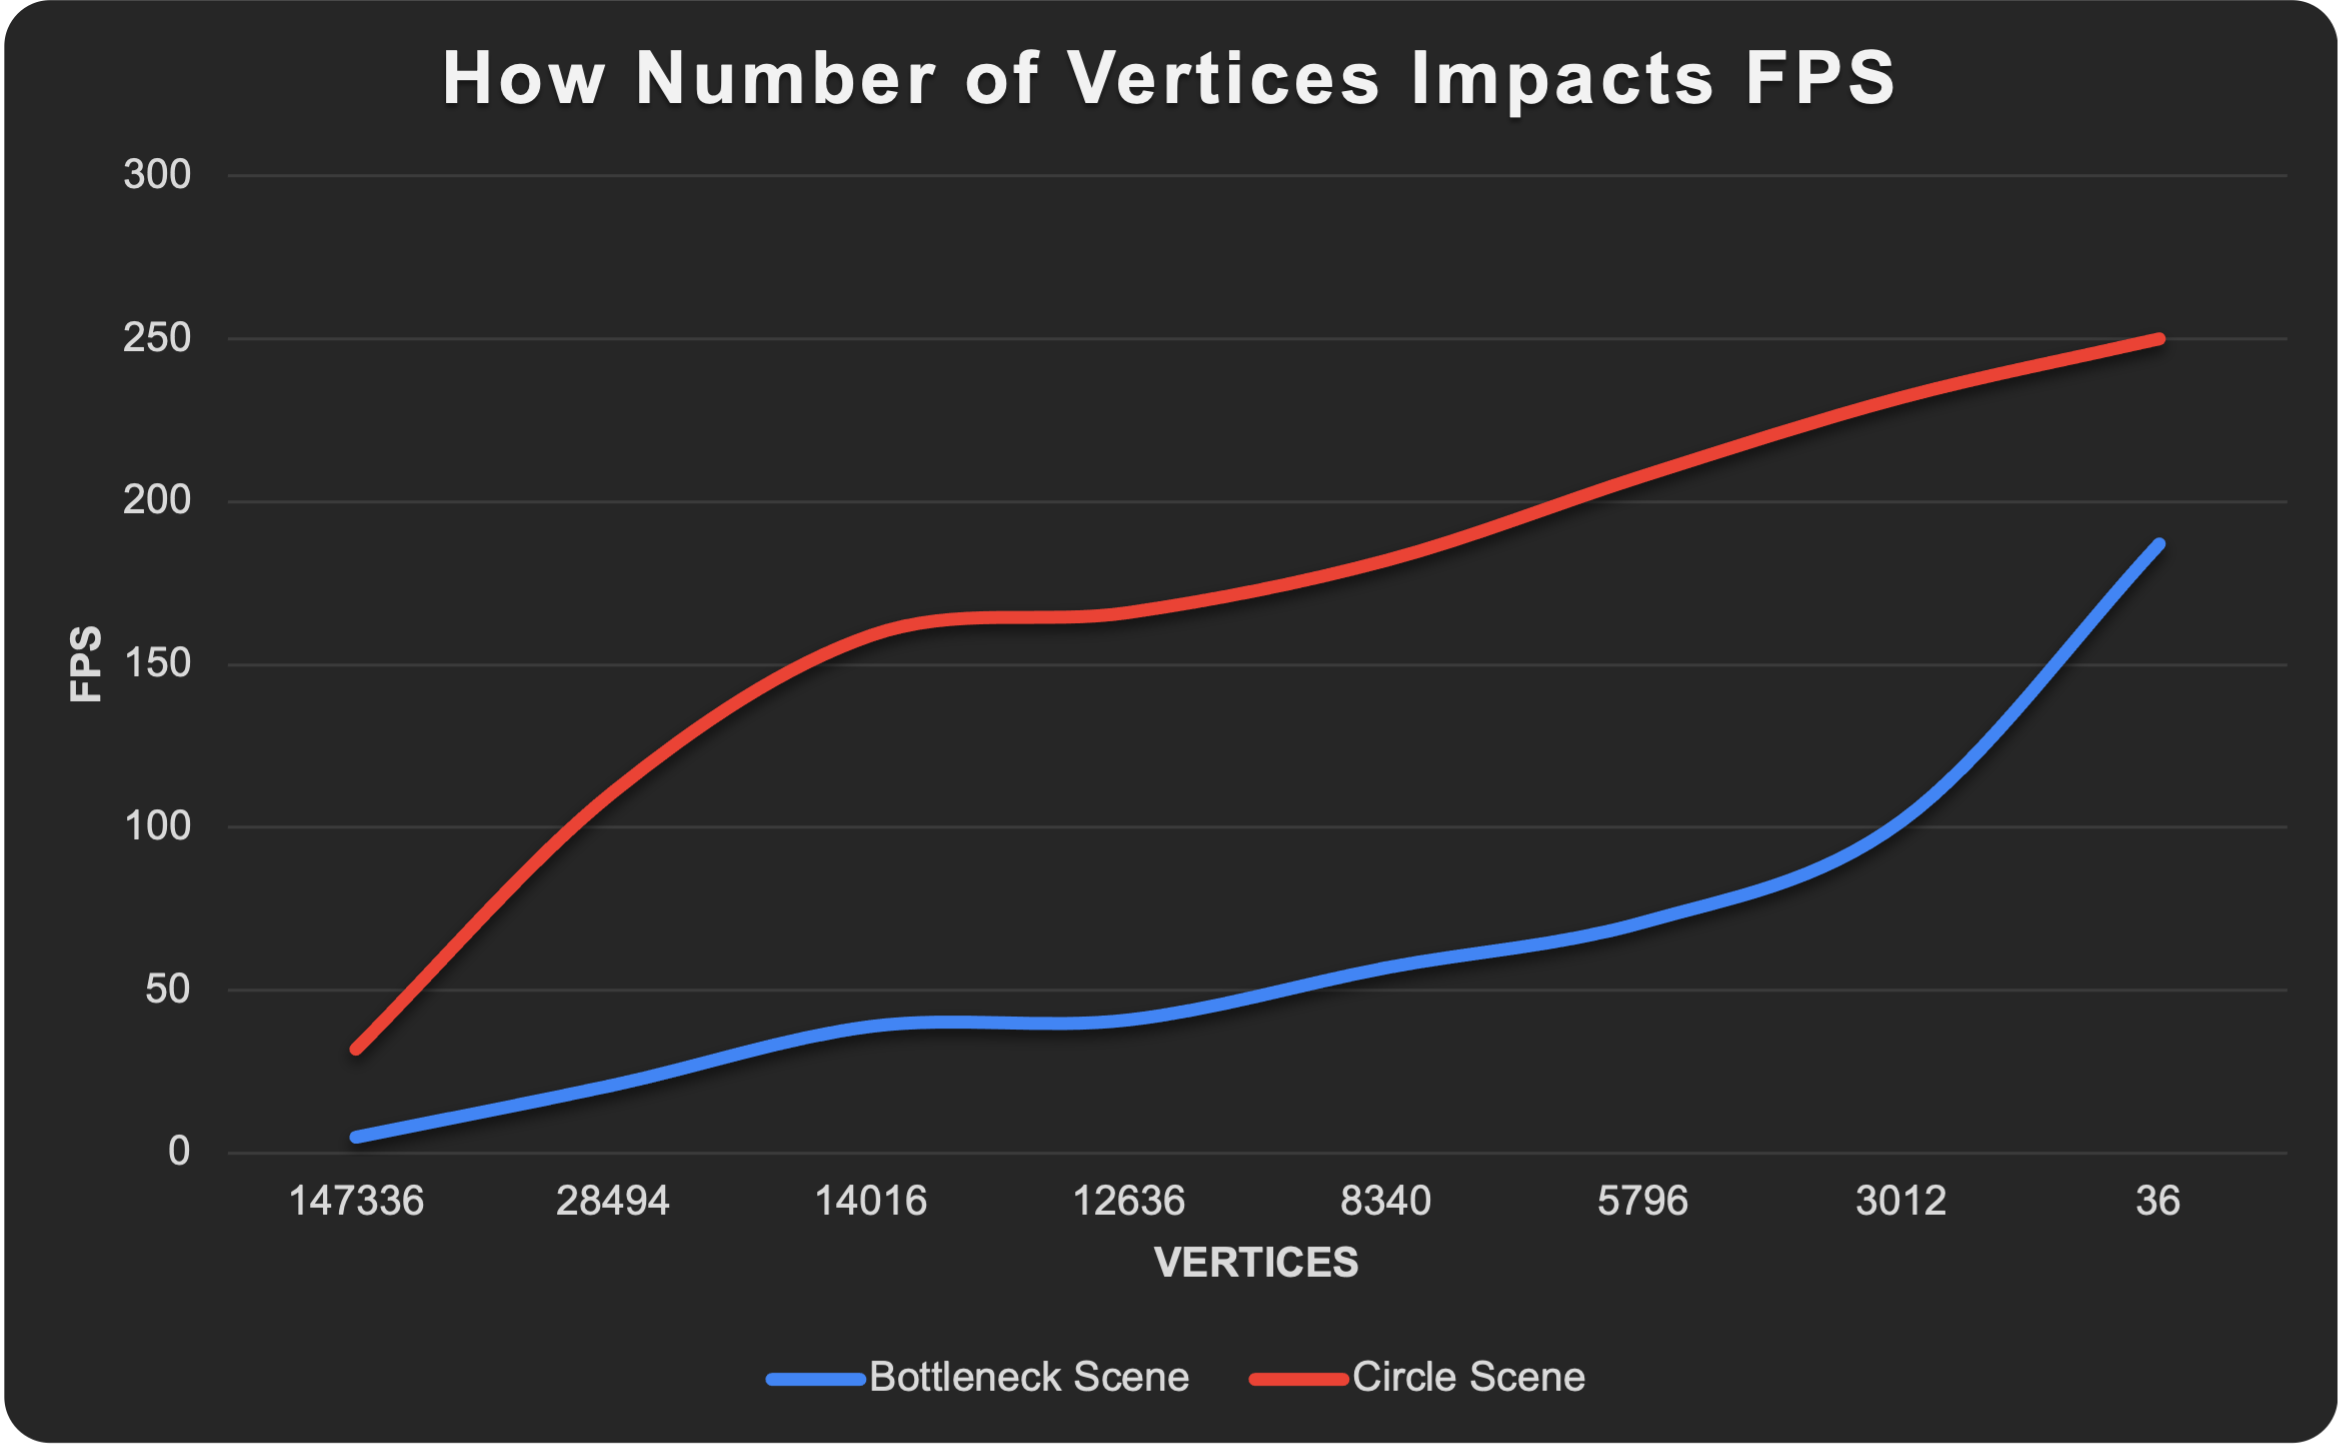 How Number of Vertices Impacts FPS
300
250
200
150
100
50
0
FPS
147336 28494 14016 12636 8340 5796 3012 36
VERTICES
Bottleneck Scene Circle Scene